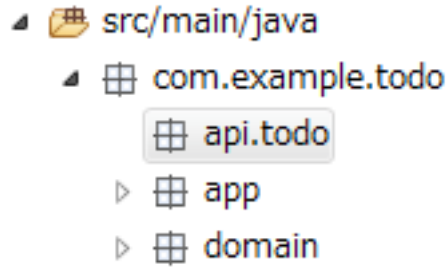 src/main/java
com.example.todo
api.todo
app
domain